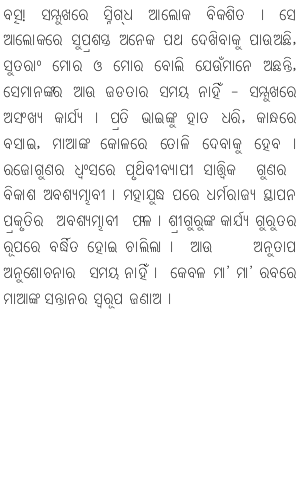 ବତ୍ସା ସମ୍ମୁଖରେ ସ୍ନିଗ୍ଧ ଆଲୋକ ବିକଶିତ । ସେ
ଆଲୋକରେ ସୁପ୍ରଶସ୍ତ ଅନେକ ପଥ ଦେଖିବାକୁ ପାଉଅଛି,
ସୁତରାଂ ମୋର ଓ ମୋର ବୋଲି ଯେଉଁମାନେ ଅଛନ୍ତି,
ସେମାନଙ୍କର ଆଉ ଜଡତାର ସମୟ ନାହିଁ – ସମ୍ମୁଖରେ
ଅସଂଖ୍ୟ କାର୍ଯ୍ୟ । ପ୍ରତି ଭାଇଙ୍କୁ ହାତ ଧରି, କାନ୍ଧରେ
ବସାଇ, ମାଆଙ୍କ କୋଳରେ ତୋଳି ଦେବାକୁ ହେବ ।
ରଜୋଗୁଣର ଧ୍ୱଂସରେ ପୃଥିବୀବ୍ୟାପୀ ସାତ୍ତ୍ୱିକ ଗୁଣର
ବିକାଶ ଅବଶ୍ୟମ୍ଭାବୀ । ମହାଯୁଦ୍ଧ ପରେ ଧର୍ମରାଜ୍ୟ ସ୍ଥାପନ
ପ୍ରକୃତିର ଅବଶ୍ୟମ୍ଭାବୀ ଫଳ । ଶ୍ରୀଗୁରୁଙ୍କ କାର୍ଯ୍ୟ ଗୁରୁତର
ରୂପରେ ବର୍ଦ୍ଧିତ ହୋଇ ଚାଲିଲା । ଆଉ ଅନୁତାପ
ଅନୁଶୋଚନାର ସମୟ ନାହିଁ । କେବଳ ମା' ମା' ରବରେ
ମାଆଙ୍କ ସନ୍ତାନର ସ୍ୱରୂପ ଜଣାଅ ।